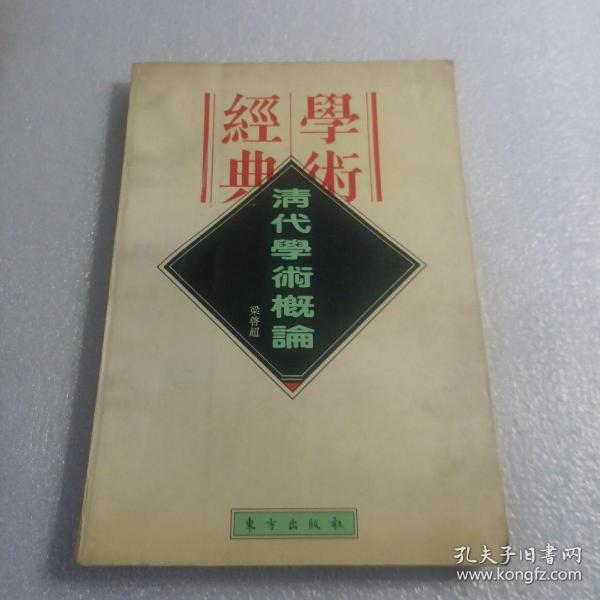 學術
經典
清代學術概論
梁啓超
東方出版社
孔夫子旧书网
www.kongfz.com